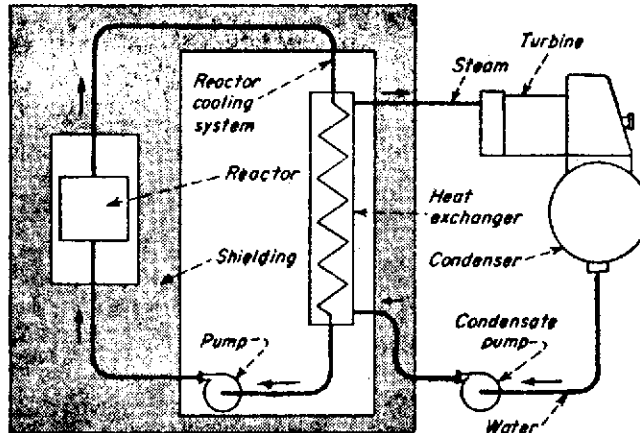 Reactor
cooling
system
Steam
Turbine
Reactor
Heat
exchanger
Shielding
Condenser
Pump
Condensate
pump
Water